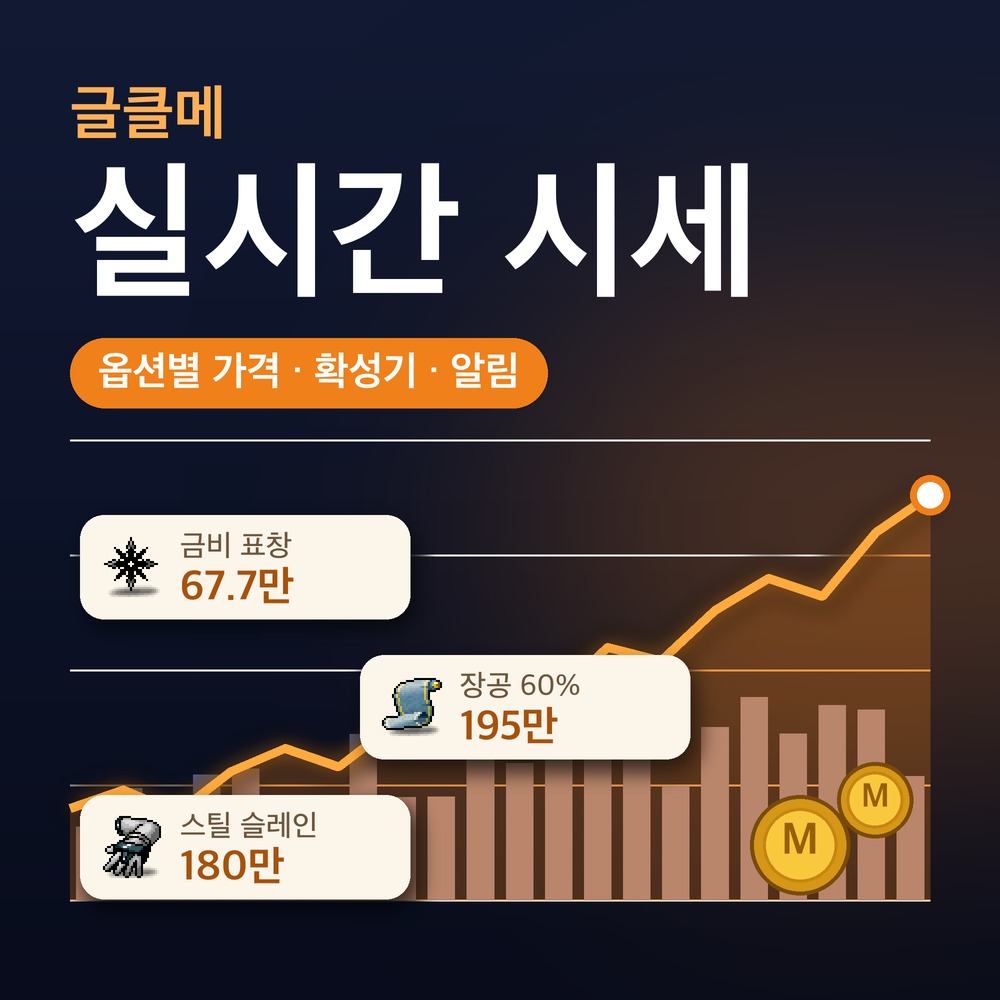 글클메
실시간 시세
옵션별 가격 · 확성기 · 알림
금비 표창
67.7만
장공 60%
195만
스틸 슬레인
180만
M
M